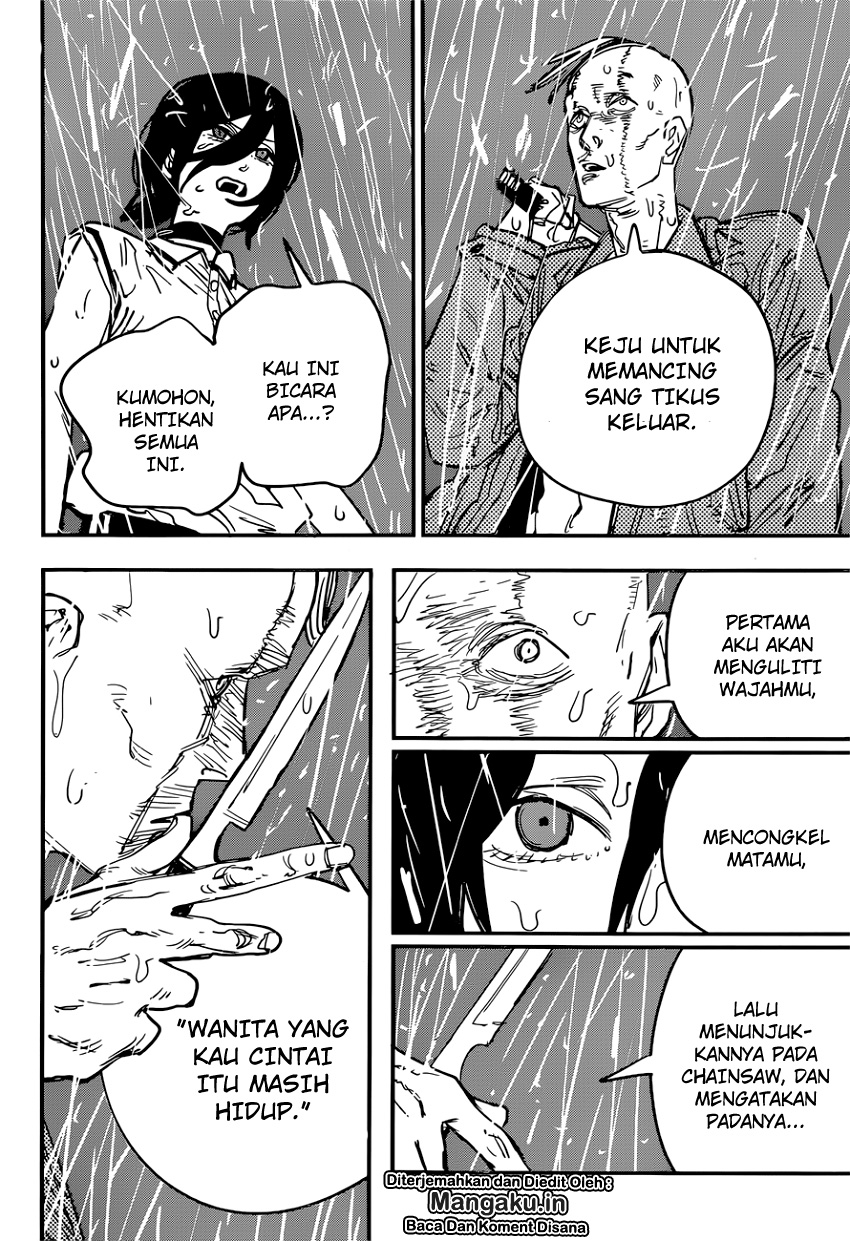 KEJU UNTUK
MEMANCING
SANG TIKUS
KELUAR.
KAU INI
BICARA
APA...?
KUMOHON,
HENTIKAN
SEMUA
INI.
PERTAMA
AKU AKAN
MENGULITI
WAJAHMU,
MENCONGKEL
MATAMU,
LALU
MENUNJUK-
KANNYA PADA
CHAINSAW, DAN
MENGATAKAN
PADANYA...
"WANITA YANG
KAU CINTAI
ITU MASIH
HIDUP."
Diterjemahkan dan Diedit Oleh :
Mangaku.in
Baca Dan Koment Disana